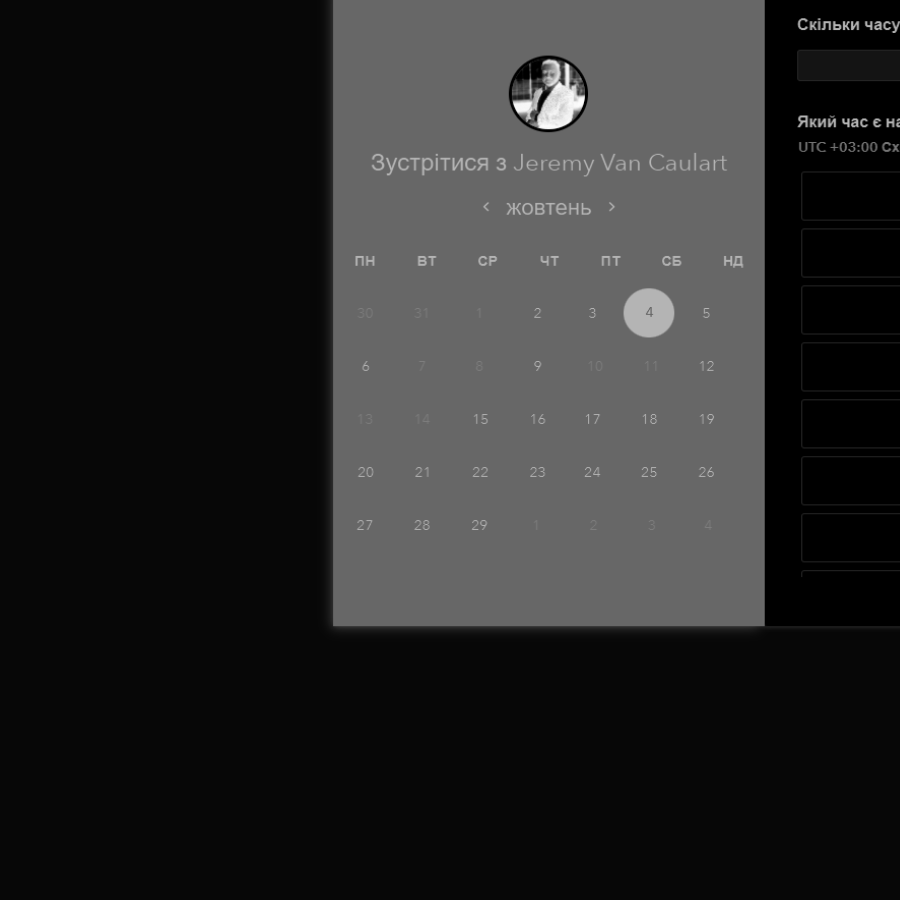 Скільки часу
Який час є на
UTC +03:00 Сх
Зустрітися з Jeremy Van Caulart
жовтень
ПН ВТ СР ЧТ ПТ СБ НД
30 31 1 2 3 4 5
6 7 8 9 10 11 12
13 14 15 16 17 18 19
20 21 22 23 24 25 26
27 28 29 1 2 3 4